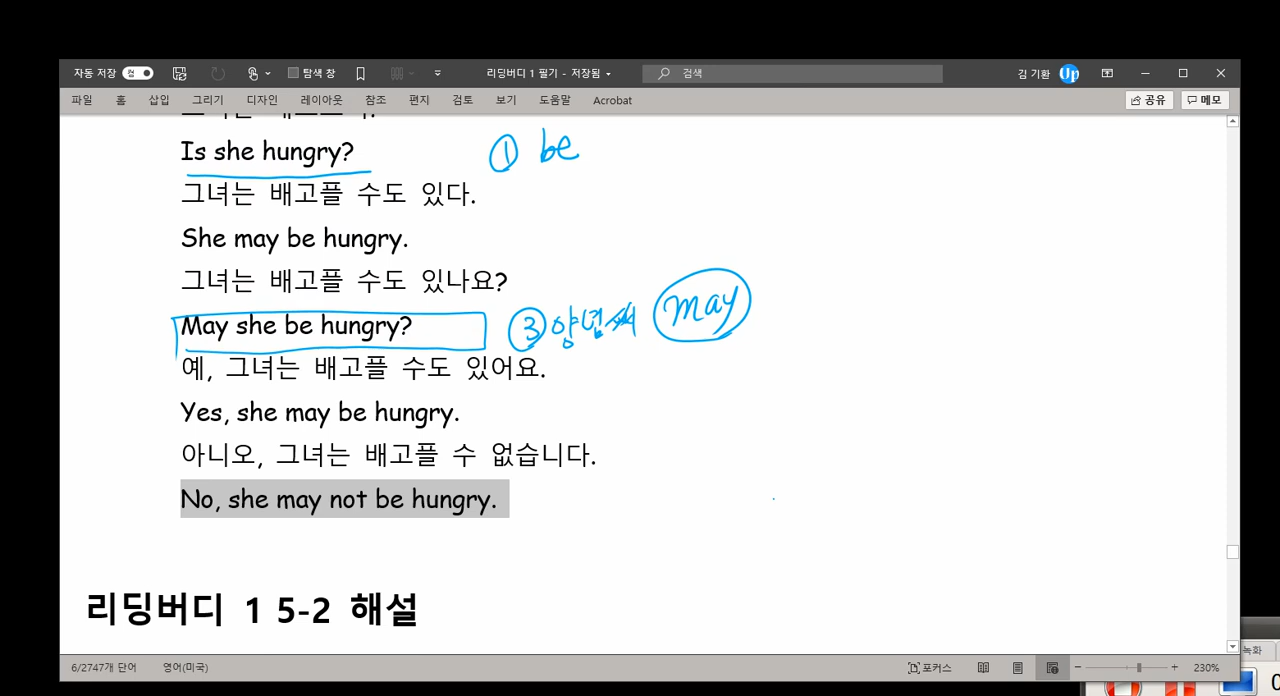 자동 저장 컴 탐색 창 리딩버디 1 필기 - 저장됨 검색 김 기환 Up
파일 홈 삽입 그리기 디자인 레이아웃 참조 편지 검토 보기 도움말 Acrobat 공유 메모
Is she hungry? ① be
그녀는 배고플 수도 있다.
She may be hungry.
그녀는 배고플 수도 있나요?
May she be hungry? ③ 양념 may
예, 그녀는 배고플 수도 있어요.
Yes, she may be hungry.
아니오, 그녀는 배고플 수 없습니다.
No, she may not be hungry.
리딩버디 1 5-2 해설
녹화
6/2747개 단어 영어(미국) 포커스 230%